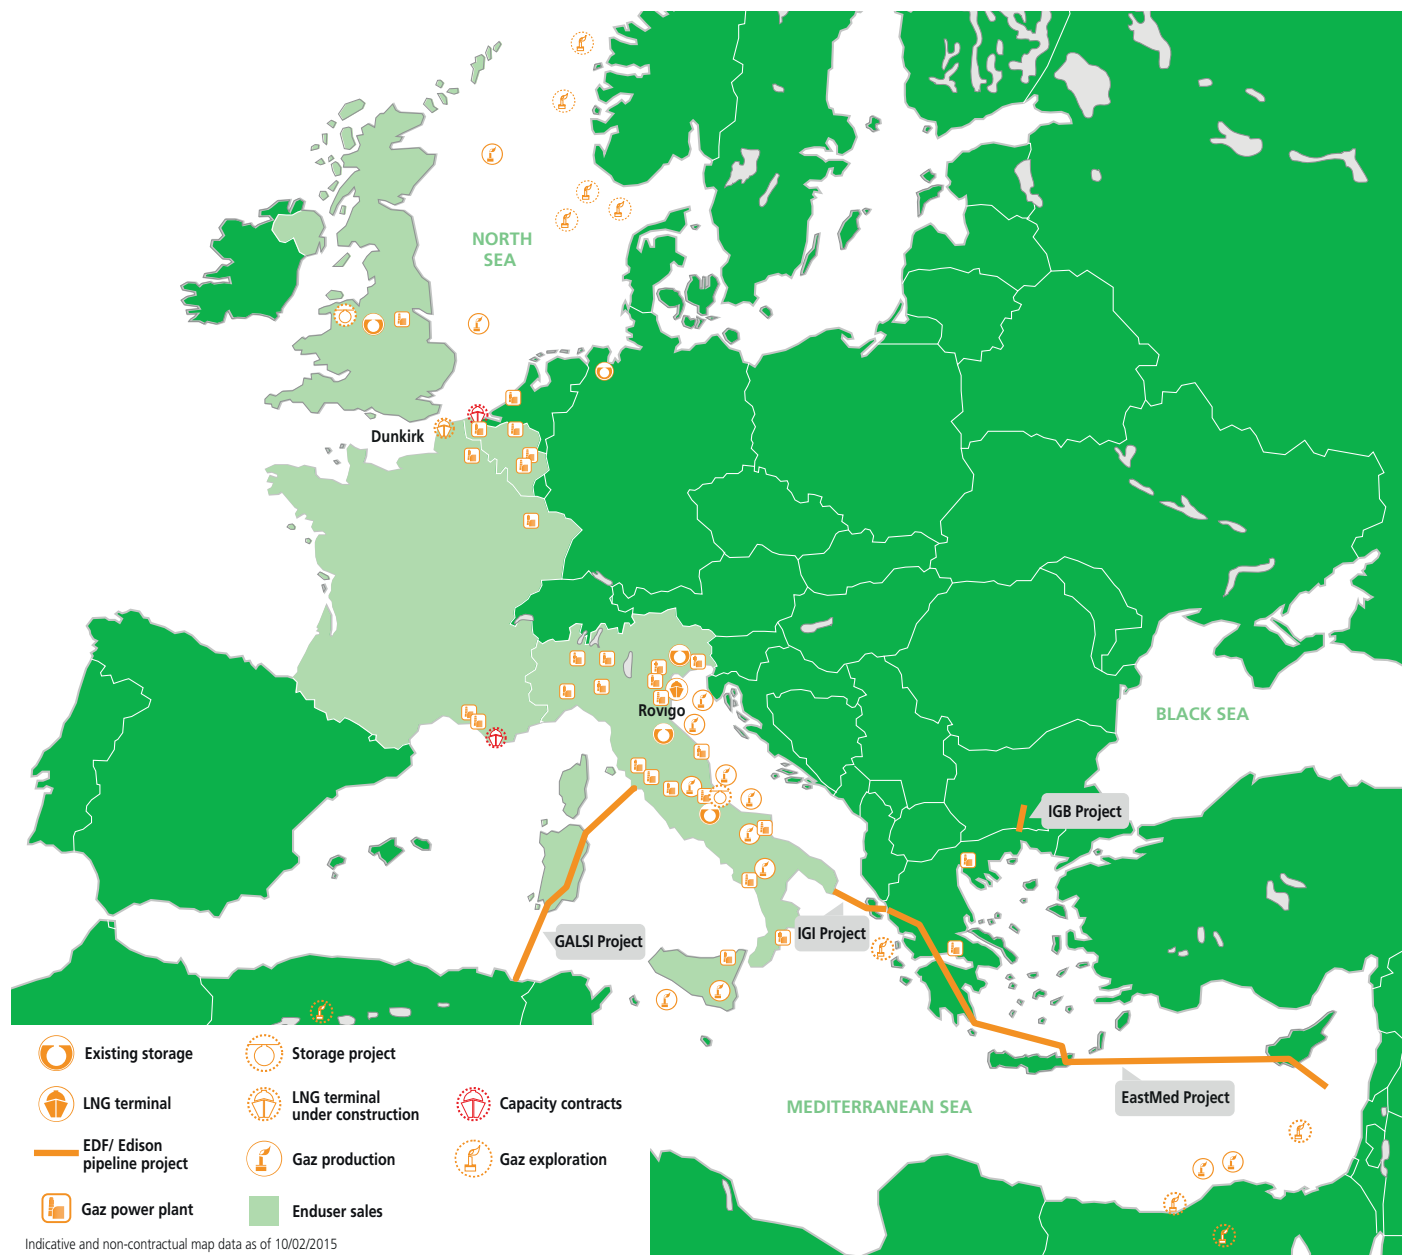 NORTH
SEA
Dunkirk
Rovigo
BLACK SEA
IGB Project
IGI Project
GALSI Project
EastMed Project
MEDITERRANEAN SEA
Existing storage
Storage project
LNG terminal
LNG terminal
under construction
Capacity contracts
EDF/ Edison
pipeline project
Gaz production
Gaz exploration
Gaz power plant
Enduser sales
Indicative and non-contractual map data as of 10/02/2015